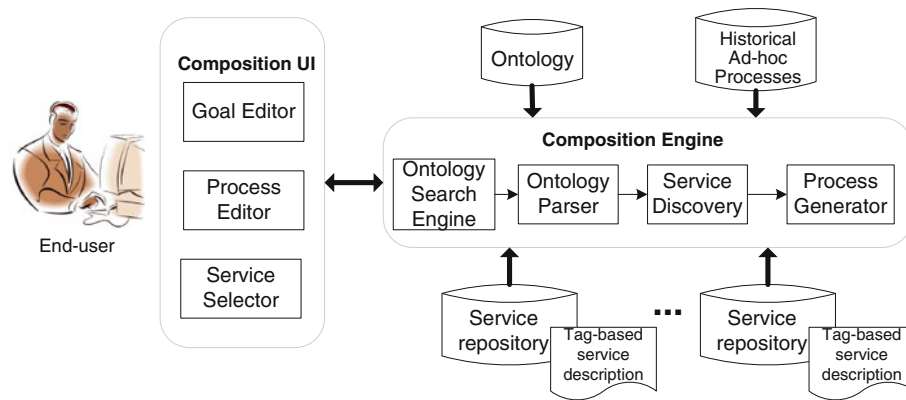 Composition UI
Goal Editor
Process
Editor
Service
Selector
End-user
Ontology
Historical
Ad-hoc
Processes
Composition Engine
Ontology
Search
Engine
Ontology
Parser
Service
Discovery
Process
Generator
Service
repository
Tag-based
service
description
...
Service
repository
Tag-based
service
description